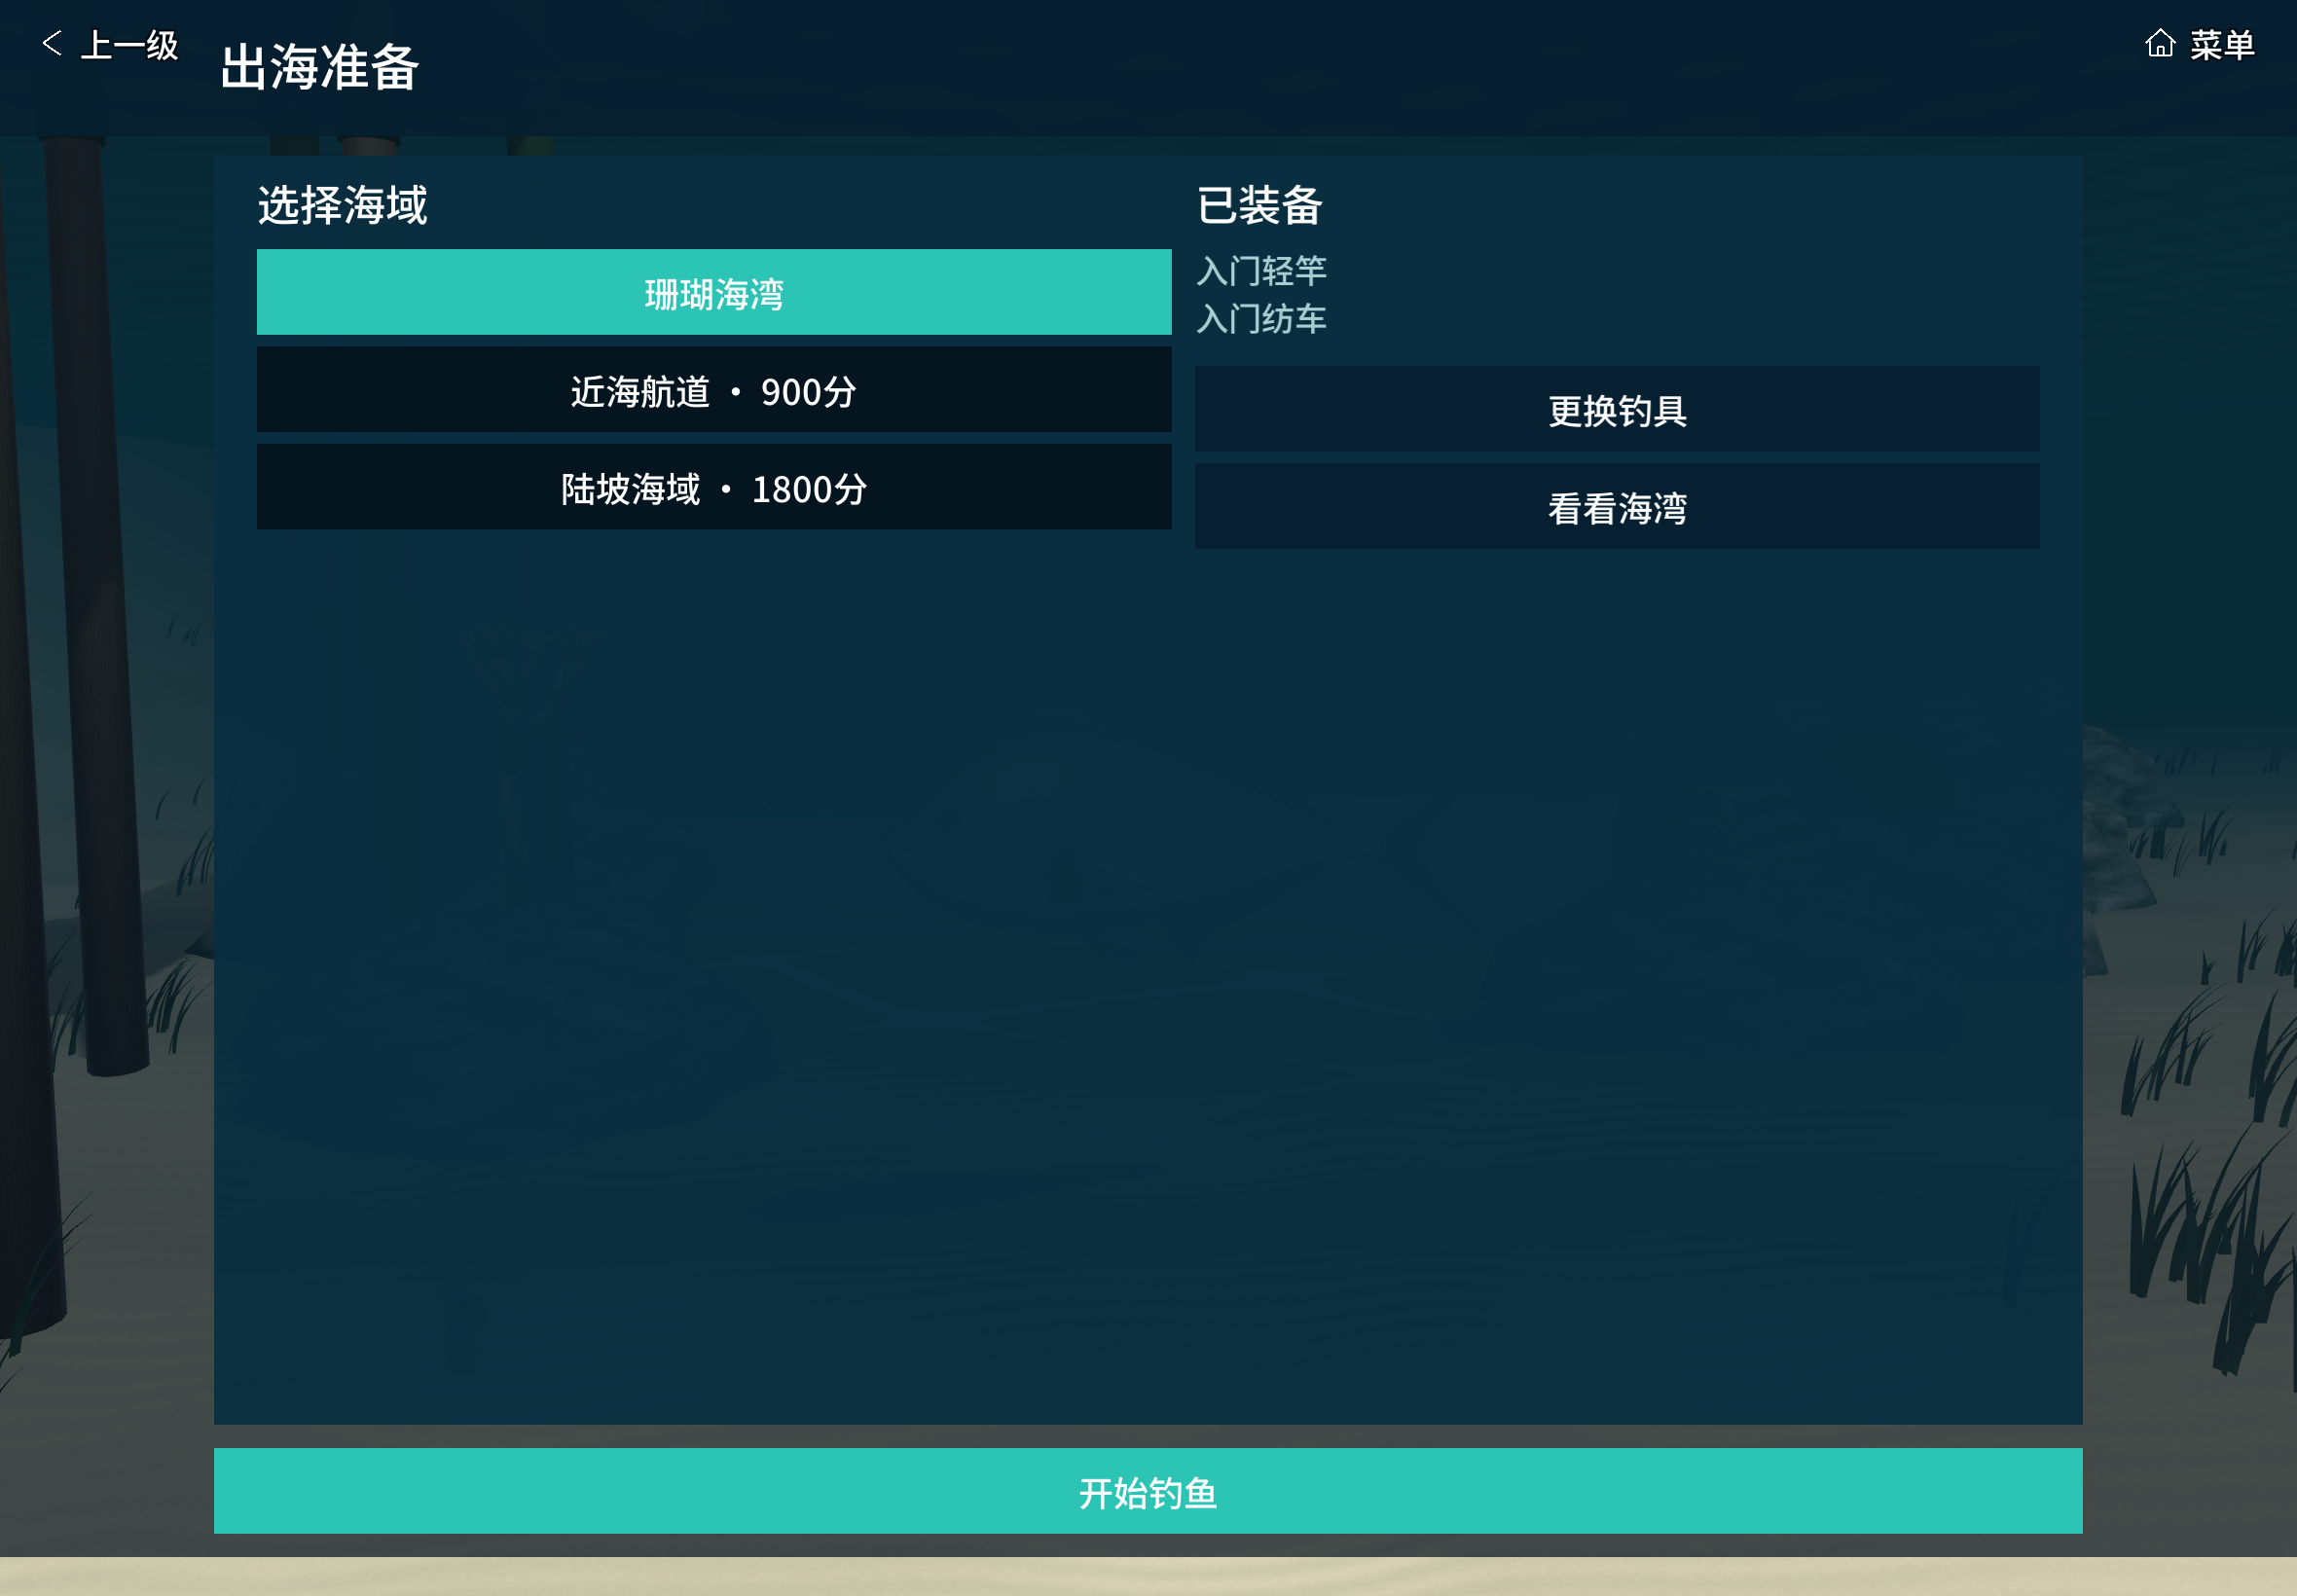 上一级
出海准备
菜单
选择海域
珊瑚海湾
近海航道 · 900分
陆坡海域 · 1800分
已装备
入门轻竿
入门纺车
更换钓具
看看海湾
开始钓鱼